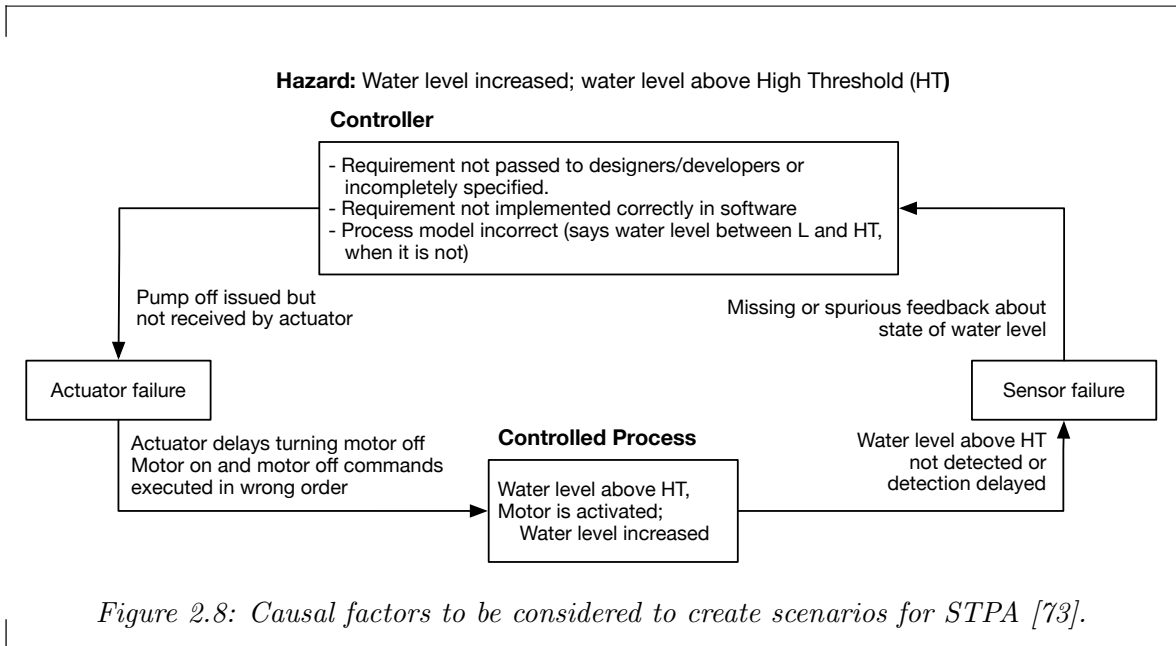 Hazard: Water level increased; water level above High Threshold (HT)
Controller
- Requirement not passed to designers/developers or
incompletely specified.
- Requirement not implemented correctly in software
- Process model incorrect (says water level between L and HT,
when it is not)
Pump off issued but
not received by actuator
Missing or spurious feedback about
state of water level
Actuator failure
Sensor failure
Actuator delays turning motor off
Motor on and motor off commands
executed in wrong order
Controlled Process
Water level above HT,
Motor is activated;
Water level increased
Water level above HT
not detected or
detection delayed
Figure 2.8: Causal factors to be considered to create scenarios for STPA [73].